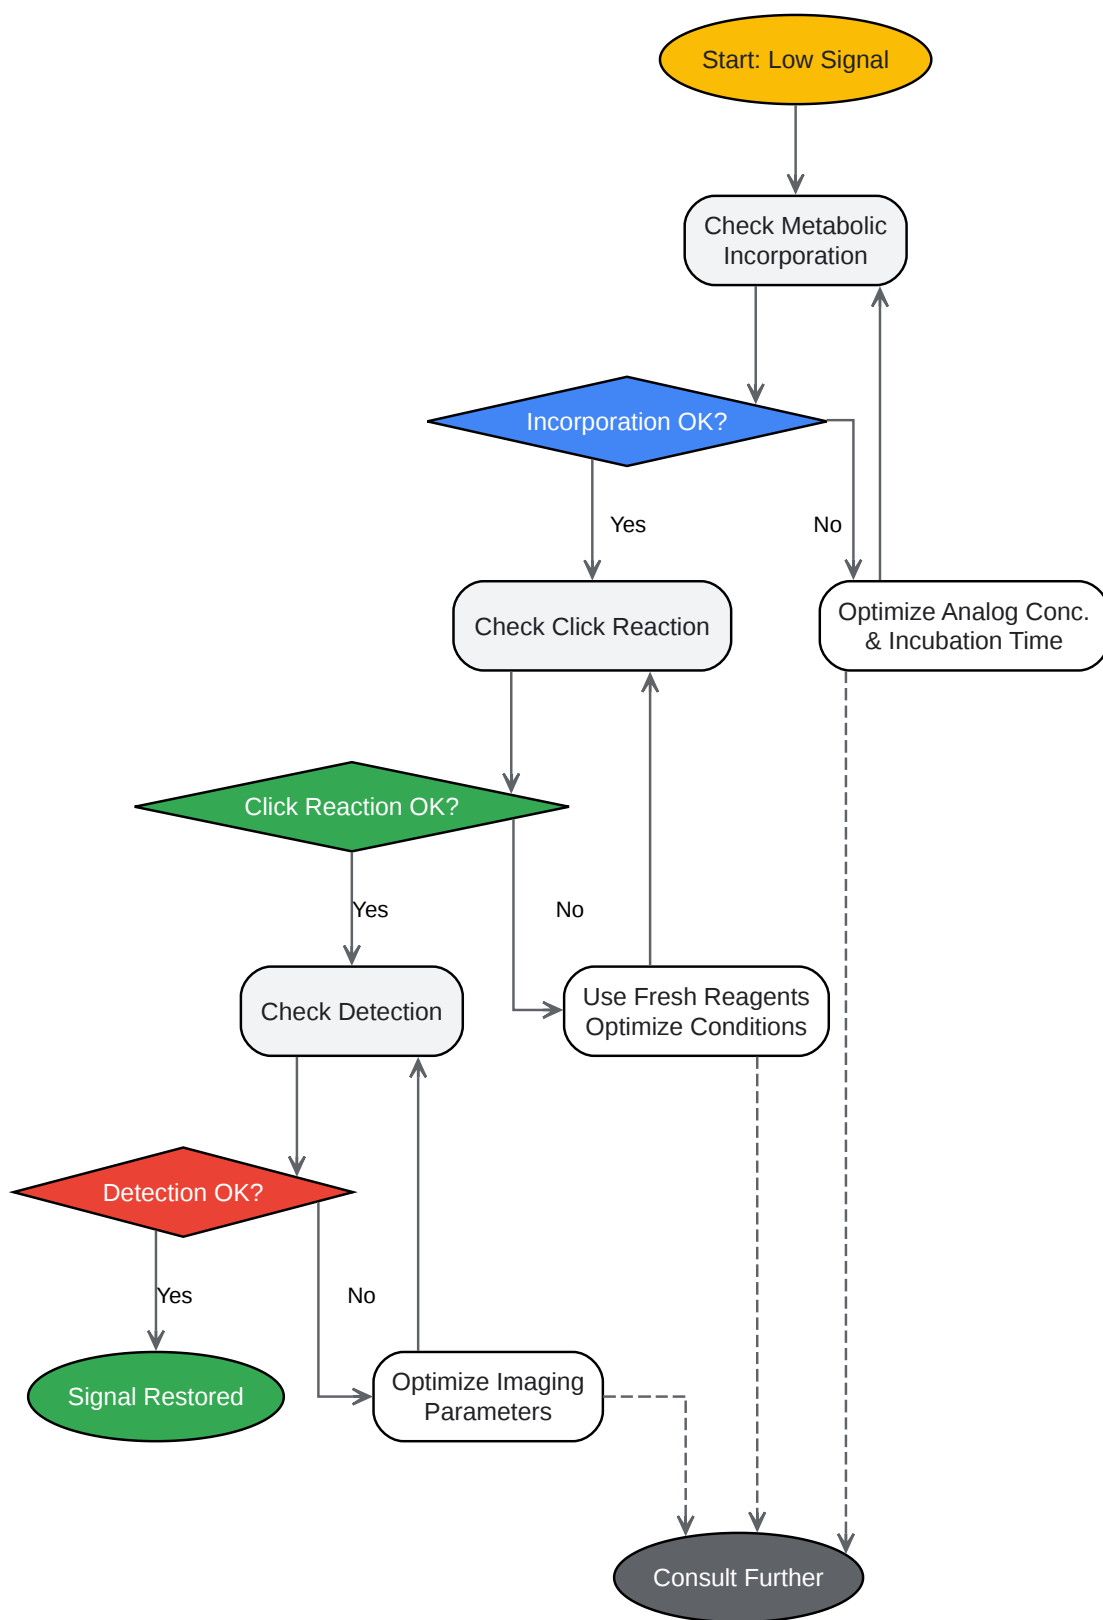 Start: Low Signal
Check Metabolic
Incorporation
Incorporation OK?
Yes
No
Check Click Reaction
Optimize Analog Conc.
& Incubation Time
Click Reaction OK?
Yes
No
Check Detection
Use Fresh Reagents
Optimize Conditions
Detection OK?
Yes
No
Signal Restored
Optimize Imaging
Parameters
Consult Further